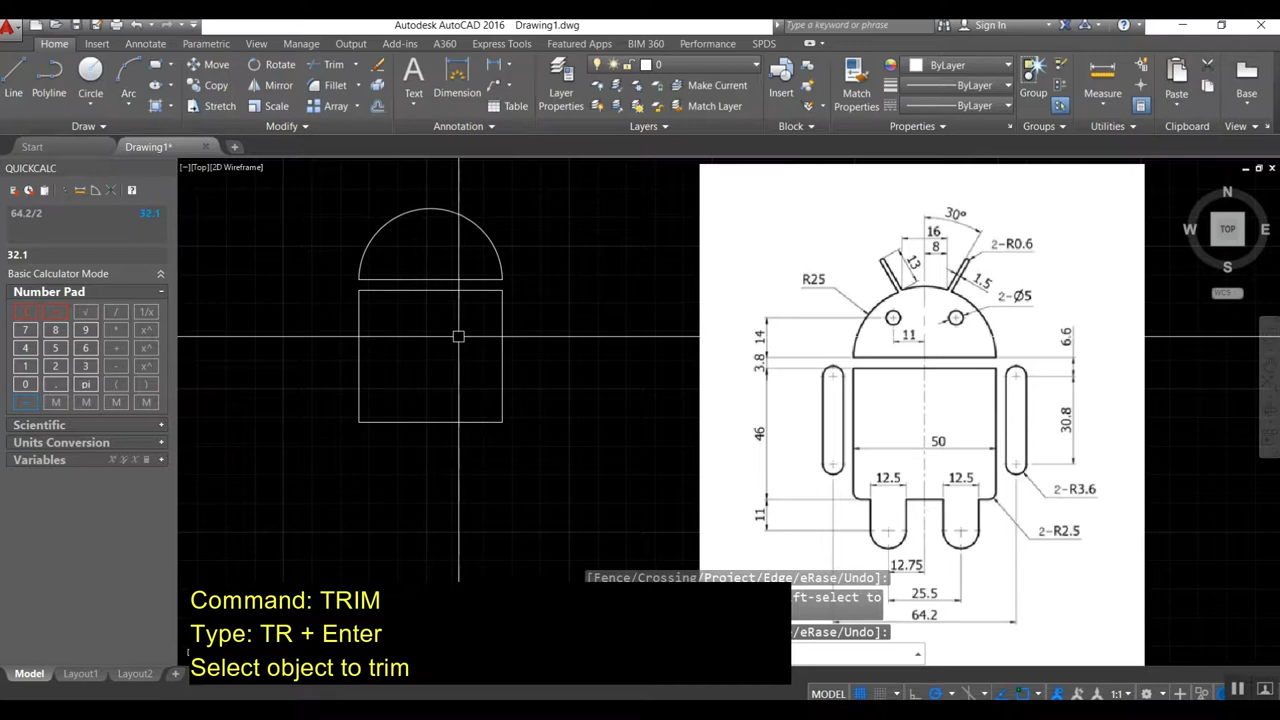 Autodesk AutoCAD 2016 Drawing1.dwg
Type a keyword or phrase
Sign In
Home Insert Annotate Parametric View Manage Output Add-ins A360 Express Tools Featured Apps BIM 360 Performance SPDS
Line Polyline Circle Arc
Move Rotate Trim
Copy Mirror Fillet
Stretch Scale Array
Text Dimension Table
Layer Properties
0
Make Current
Match Layer
Insert
Match Properties
ByLayer
ByLayer
ByLayer
Group
Measure
Paste
Base
Draw Modify Annotation Layers Block Properties Groups Utilities Clipboard View
Start Drawing1*
QUICKCALC
[−][Top][2D Wireframe]
64.2/2 32.1
32.1
Basic Calculator Mode
Number Pad
C √ / 1/x
7 8 9 * x^
4 5 6 + x^
1 2 3 - x^
0 . pi ( )
= M M M M
Scientific
Units Conversion
Variables
N
W TOP E
S
WCS
30°
16
8
2-R0.6
13
1.5
R25
2-Ø5
11
14
6.6
3.8
46
50
30.8
12.5 12.5
2-R3.6
11
2-R2.5
12.75
25.5
64.2
[Fence/Crossing/Project/Edge/eRase/Undo]:
ft-select to
/eRase/Undo]:
Command: TRIM
Type: TR + Enter
Select object to trim
Model Layout1 Layout2
MODEL 1:1